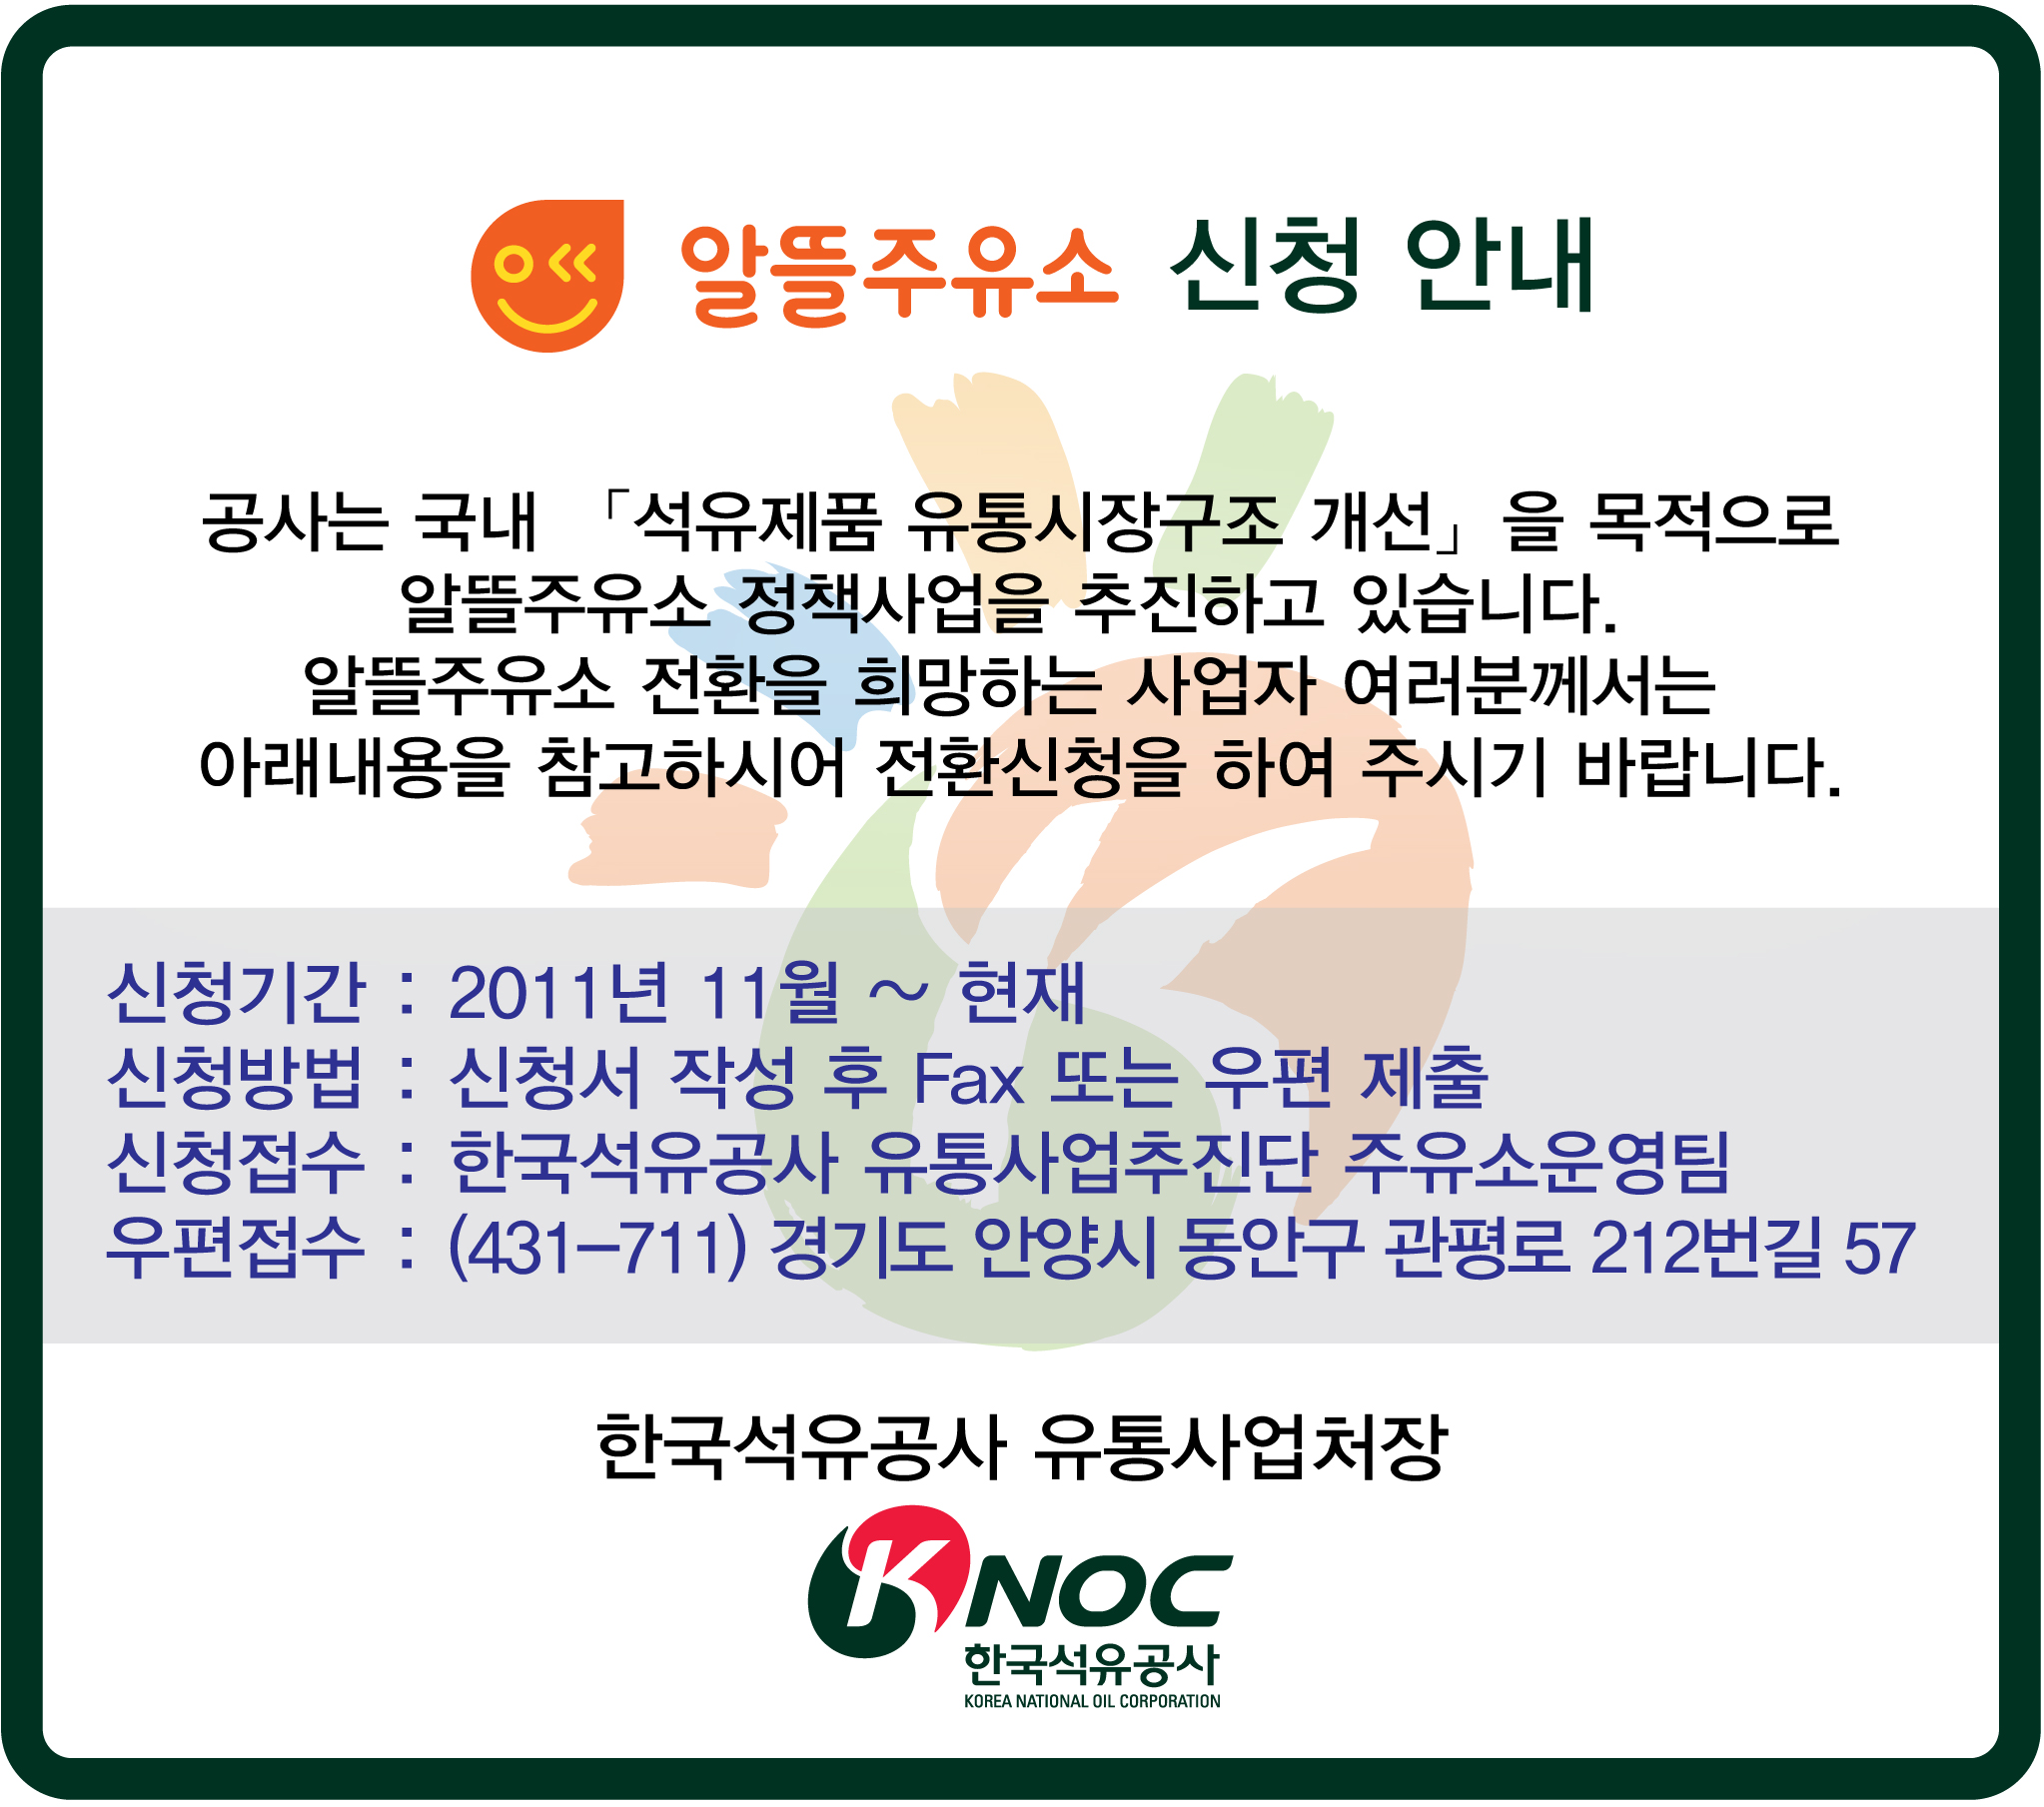 알뜰주유소 신청 안내
공사는 국내 「석유제품 유통시장구조 개선」 을 목적으로
알뜰주유소 정책사업을 추진하고 있습니다.
알뜰주유소 전환을 희망하는 사업자 여러분께서는
아래내용을 참고하시어 전환신청을 하여 주시기 바랍니다.
신청기간 : 2011년 11월 ~ 현재
신청방법 : 신청서 작성 후 Fax 또는 우편 제출
신청접수 : 한국석유공사 유통사업추진단 주유소운영팀
우편접수 : (431-711) 경기도 안양시 동안구 관평로 212번길 57
한국석유공사 유통사업처장
KNOC
한국석유공사
KOREA NATIONAL OIL CORPORATION